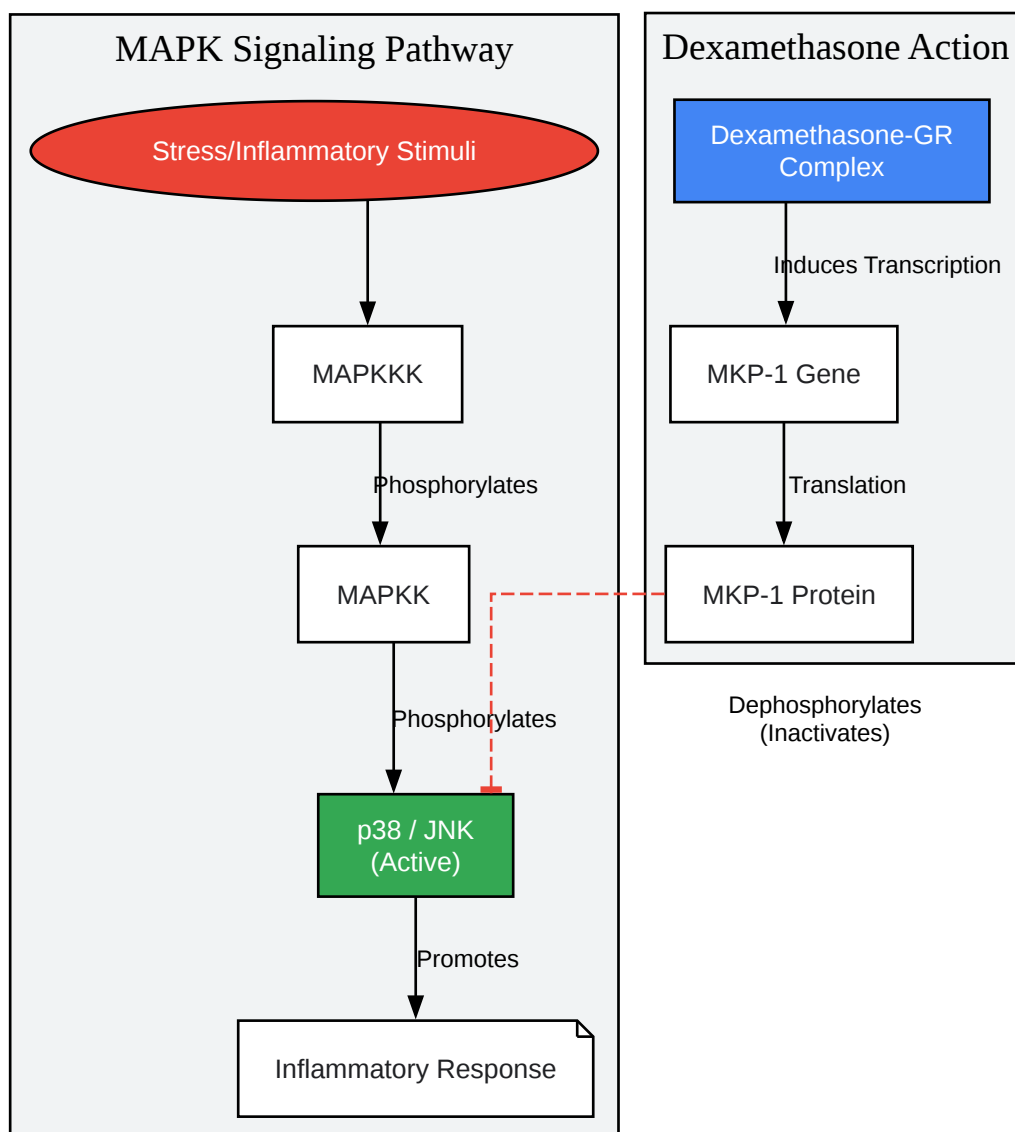 MAPK Signaling Pathway
Stress/Inflammatory Stimuli
MAPKKK
Phosphorylates
MAPKK
Phosphorylates
p38 / JNK
(Active)
Promotes
Inflammatory Response
Dexamethasone Action
Dexamethasone-GR
Complex
Induces Transcription
MKP-1 Gene
Translation
MKP-1 Protein
Dephosphorylates
(Inactivates)